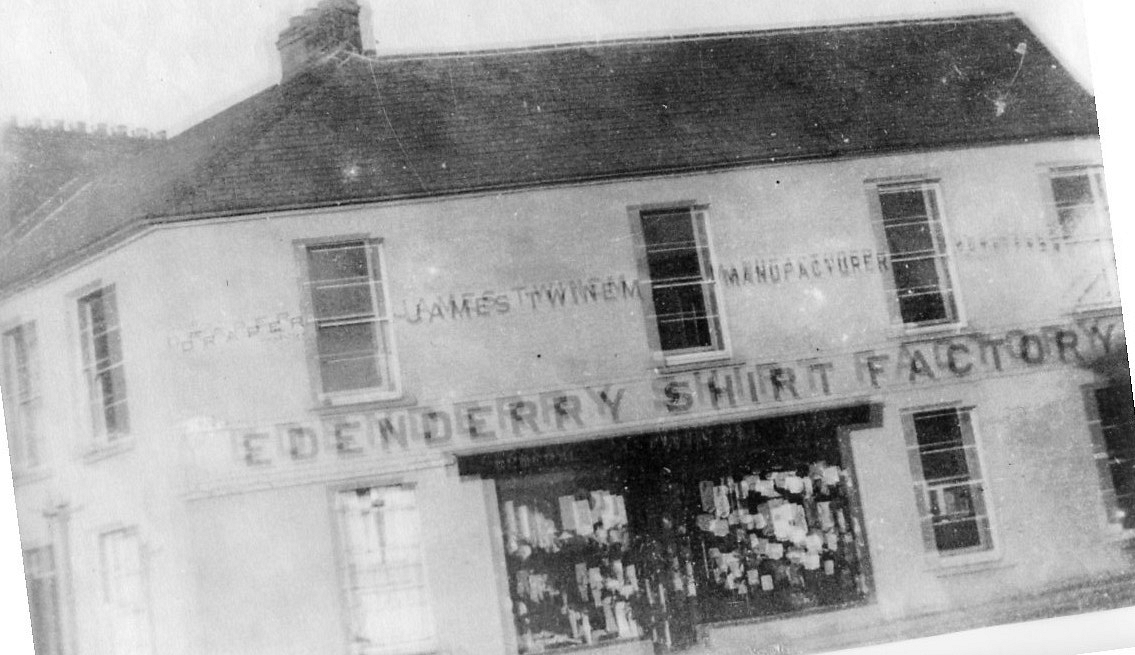 DRAPER JAMES TWINEM MANUFACTURER
EDENDERRY SHIRT FACTORY